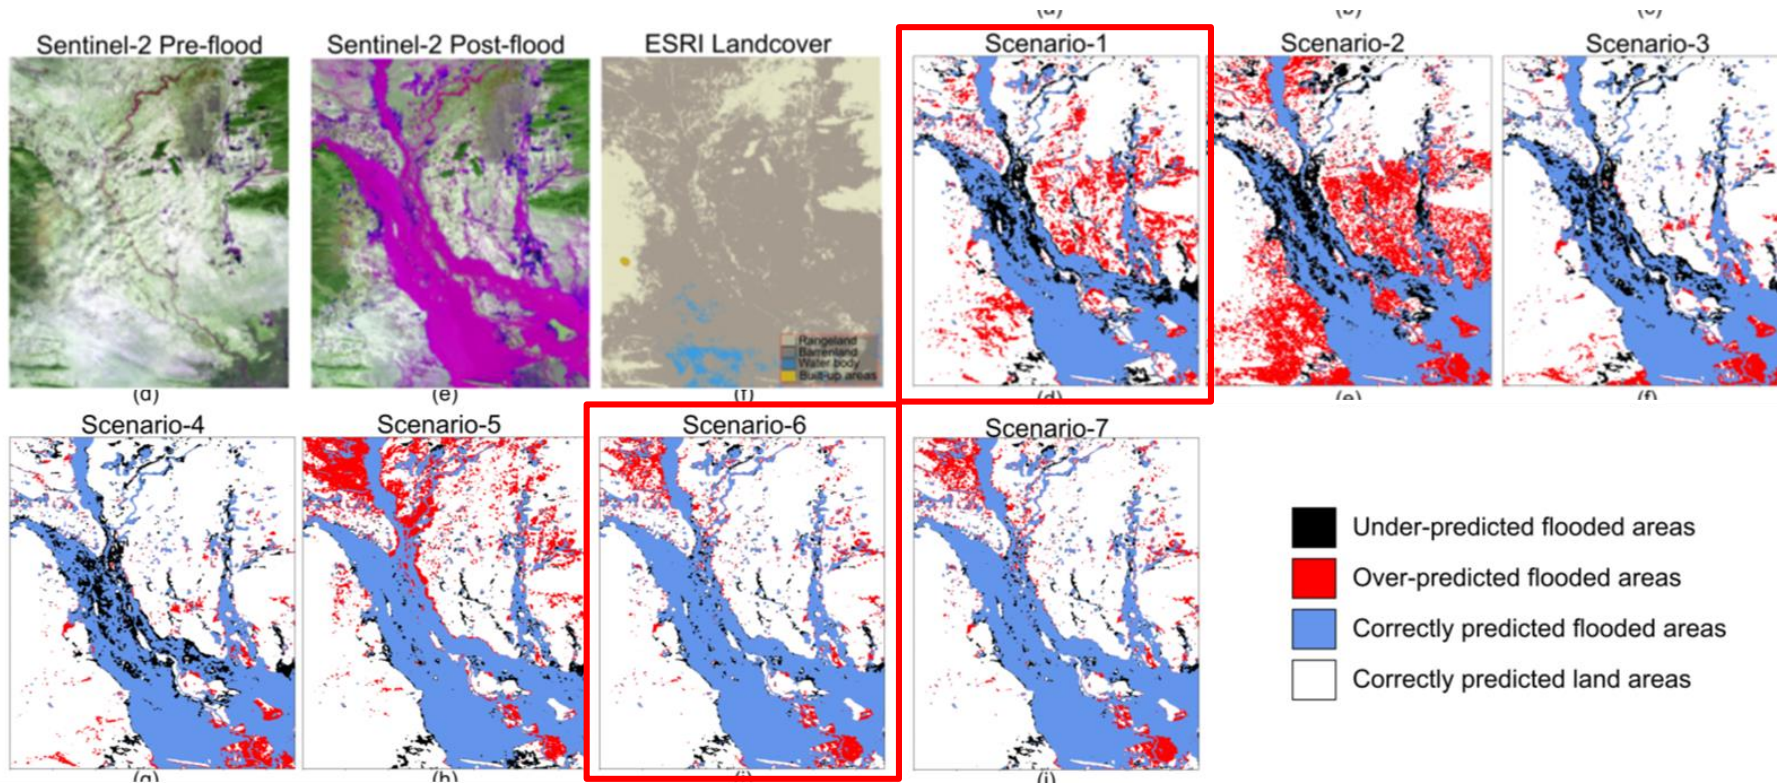 Sentinel-2 Pre-flood
Sentinel-2 Post-flood
ESRI Landcover
Scenario-1
Scenario-2
Scenario-3
Rangeland
Barrenland
Water body
Built-up areas
(e)
(f)
(d)
(e)
(f)
Scenario-4
Scenario-5
Scenario-6
Scenario-7
Under-predicted flooded areas
Over-predicted flooded areas
Correctly predicted flooded areas
Correctly predicted land areas